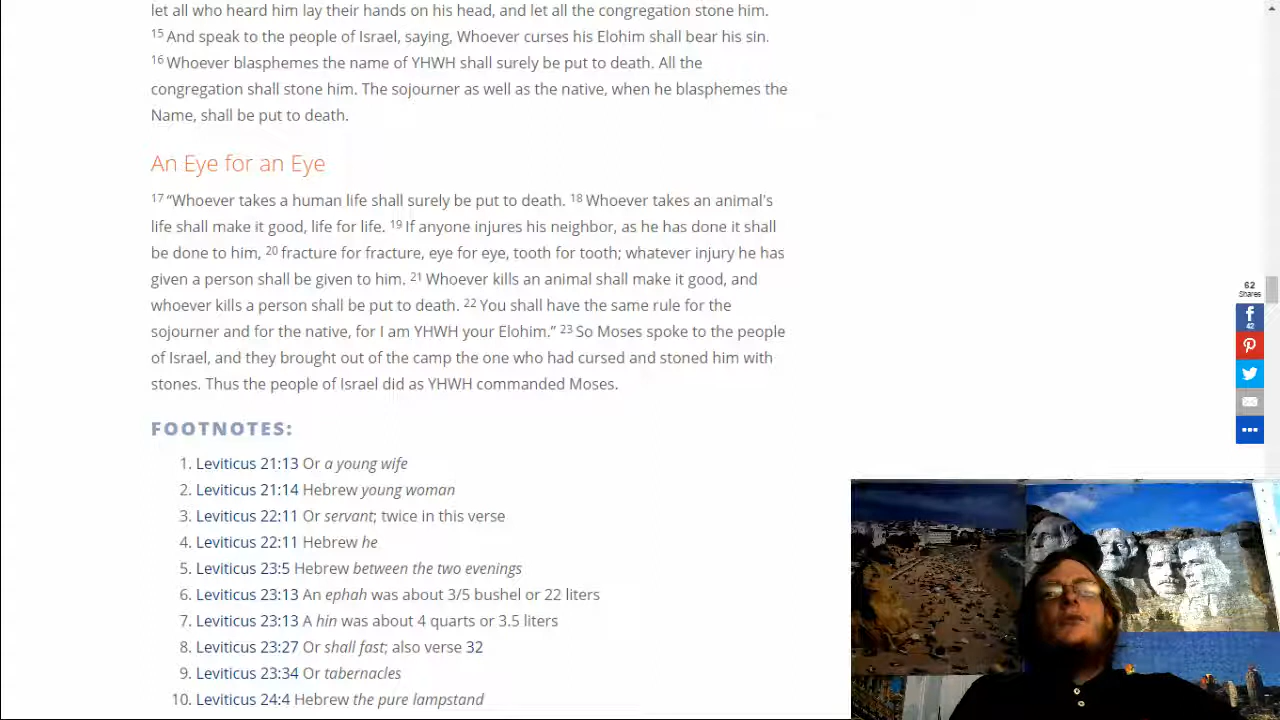 let all who heard him lay their hands on his head, and let all the congregation stone him.
15 And speak to the people of Israel, saying, Whoever curses his Elohim shall bear his sin.
16 Whoever blasphemes the name of YHWH shall surely be put to death. All the
congregation shall stone him. The sojourner as well as the native, when he blasphemes the
Name, shall be put to death.
An Eye for an Eye
17 “Whoever takes a human life shall surely be put to death. 18 Whoever takes an animal's
life shall make it good, life for life. 19 If anyone injures his neighbor, as he has done it shall
be done to him, 20 fracture for fracture, eye for eye, tooth for tooth; whatever injury he has
given a person shall be given to him. 21 Whoever kills an animal shall make it good, and
whoever kills a person shall be put to death. 22 You shall have the same rule for the
sojourner and for the native, for I am YHWH your Elohim.” 23 So Moses spoke to the people
of Israel, and they brought out of the camp the one who had cursed and stoned him with
stones. Thus the people of Israel did as YHWH commanded Moses.
FOOTNOTES:
1. Leviticus 21:13 Or a young wife
2. Leviticus 21:14 Hebrew young woman
3. Leviticus 22:11 Or servant; twice in this verse
4. Leviticus 22:11 Hebrew he
5. Leviticus 23:5 Hebrew between the two evenings
6. Leviticus 23:13 An ephah was about 3/5 bushel or 22 liters
7. Leviticus 23:13 A hin was about 4 quarts or 3.5 liters
8. Leviticus 23:27 Or shall fast; also verse 32
9. Leviticus 23:34 Or tabernacles
10. Leviticus 24:4 Hebrew the pure lampstand
62
Shares
42